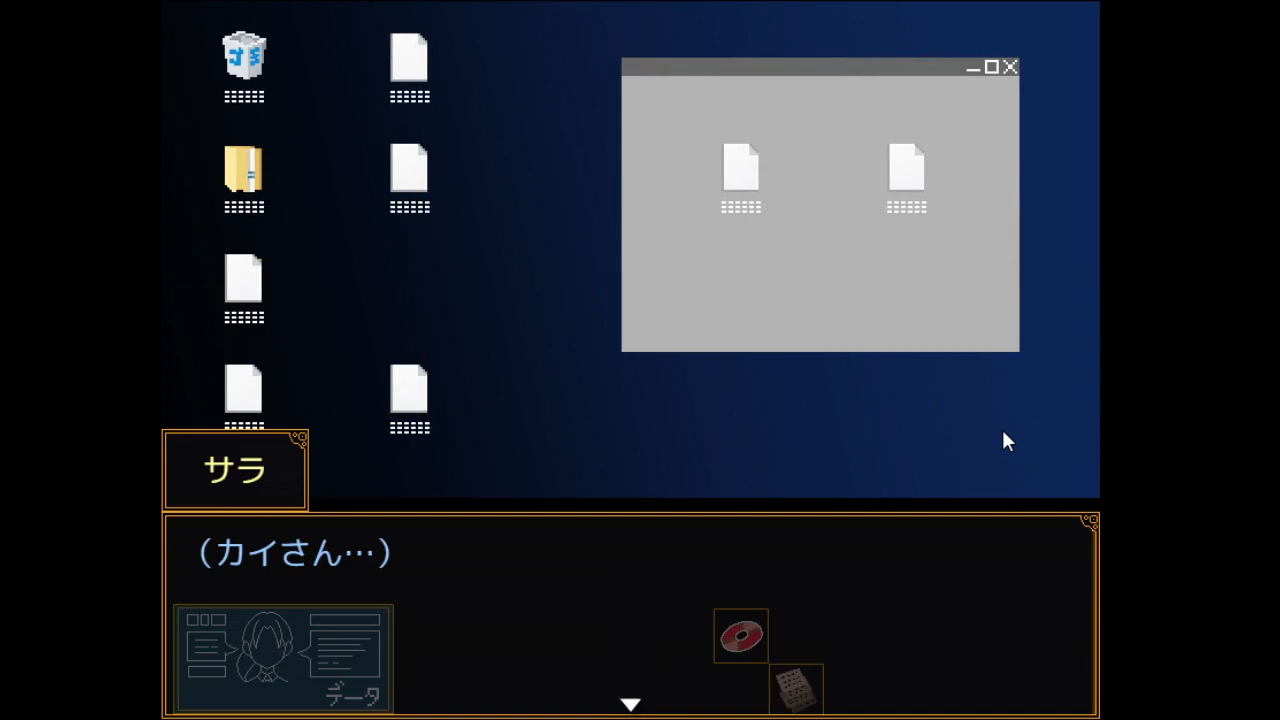 サラ
（カイさん…）
データ